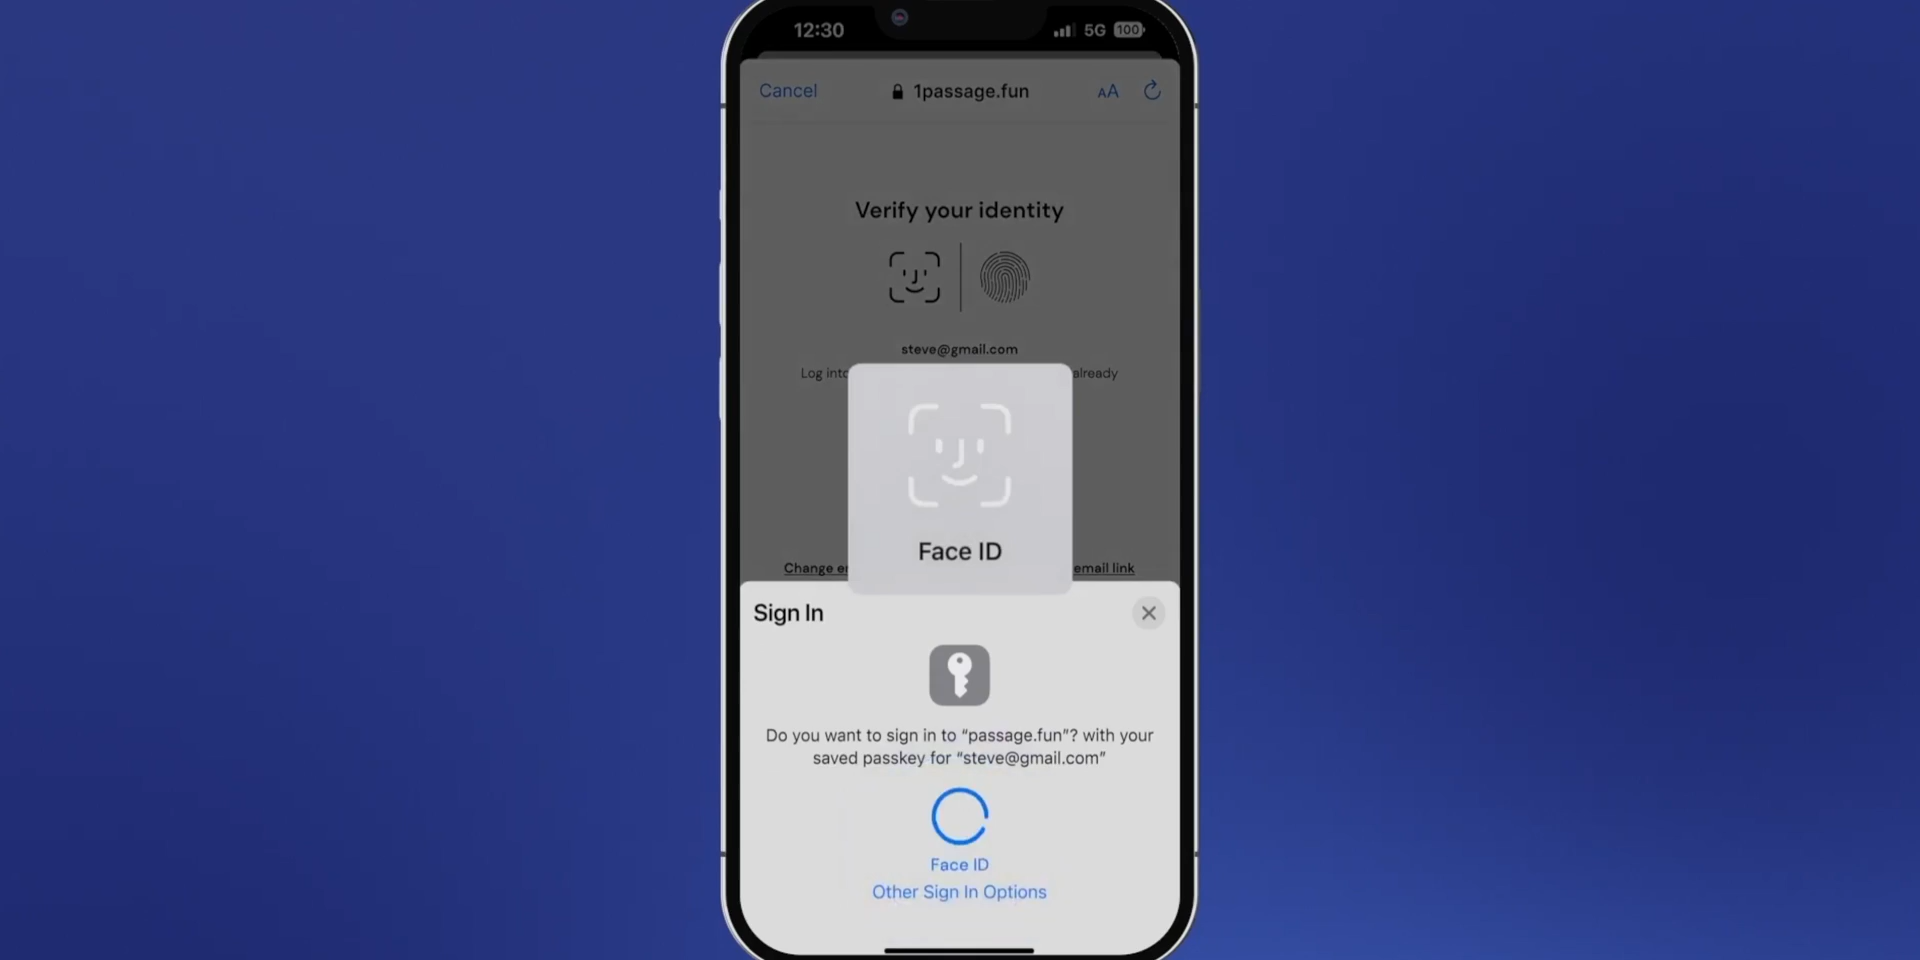 12:30
5G 100
Cancel
1passage.fun
AA
Verify your identity
steve@gmail.com
Log into already
Face ID
Change email link
Sign In
Do you want to sign in to “passage.fun”? with your
saved passkey for “steve@gmail.com”
Face ID
Other Sign In Options